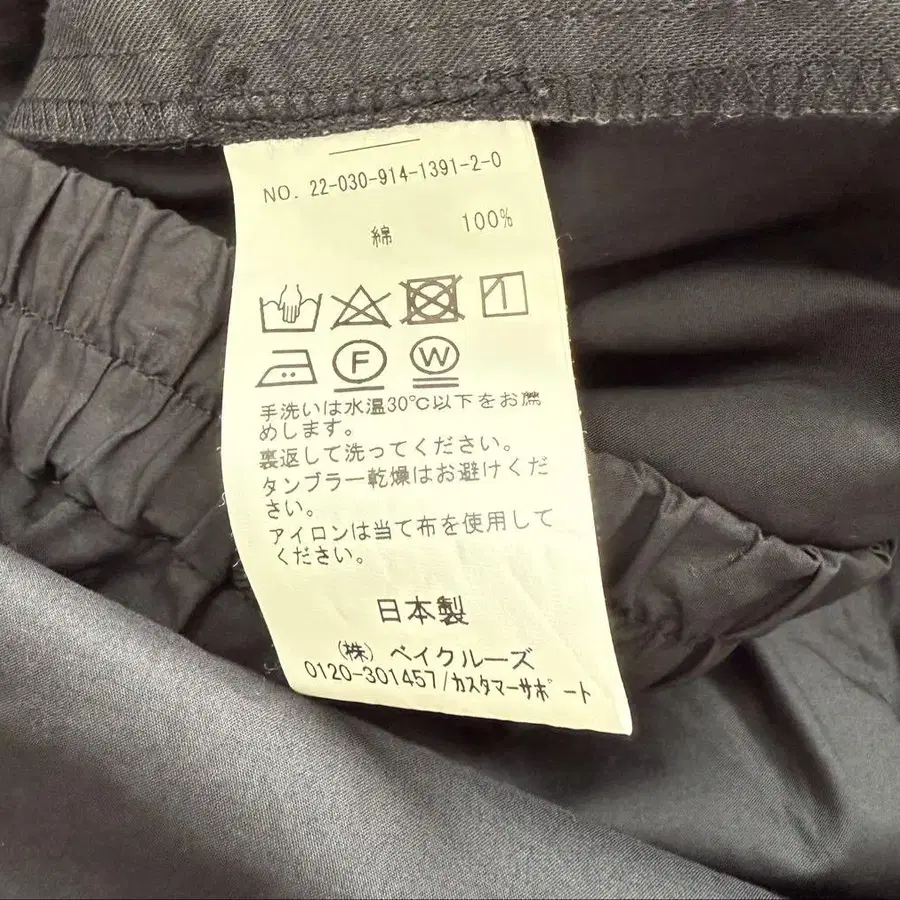 NO. 22-030-914-1391-2-0
綿 100%
F W
手洗いは水温30℃以下をお薦
めします。
裏返して洗ってください。
タンブラー乾燥はお避けくだ
さい。
アイロンは当て布を使用して
ください。
日本製
(株) ベイクルーズ
0120-301457/カスタマーサポート